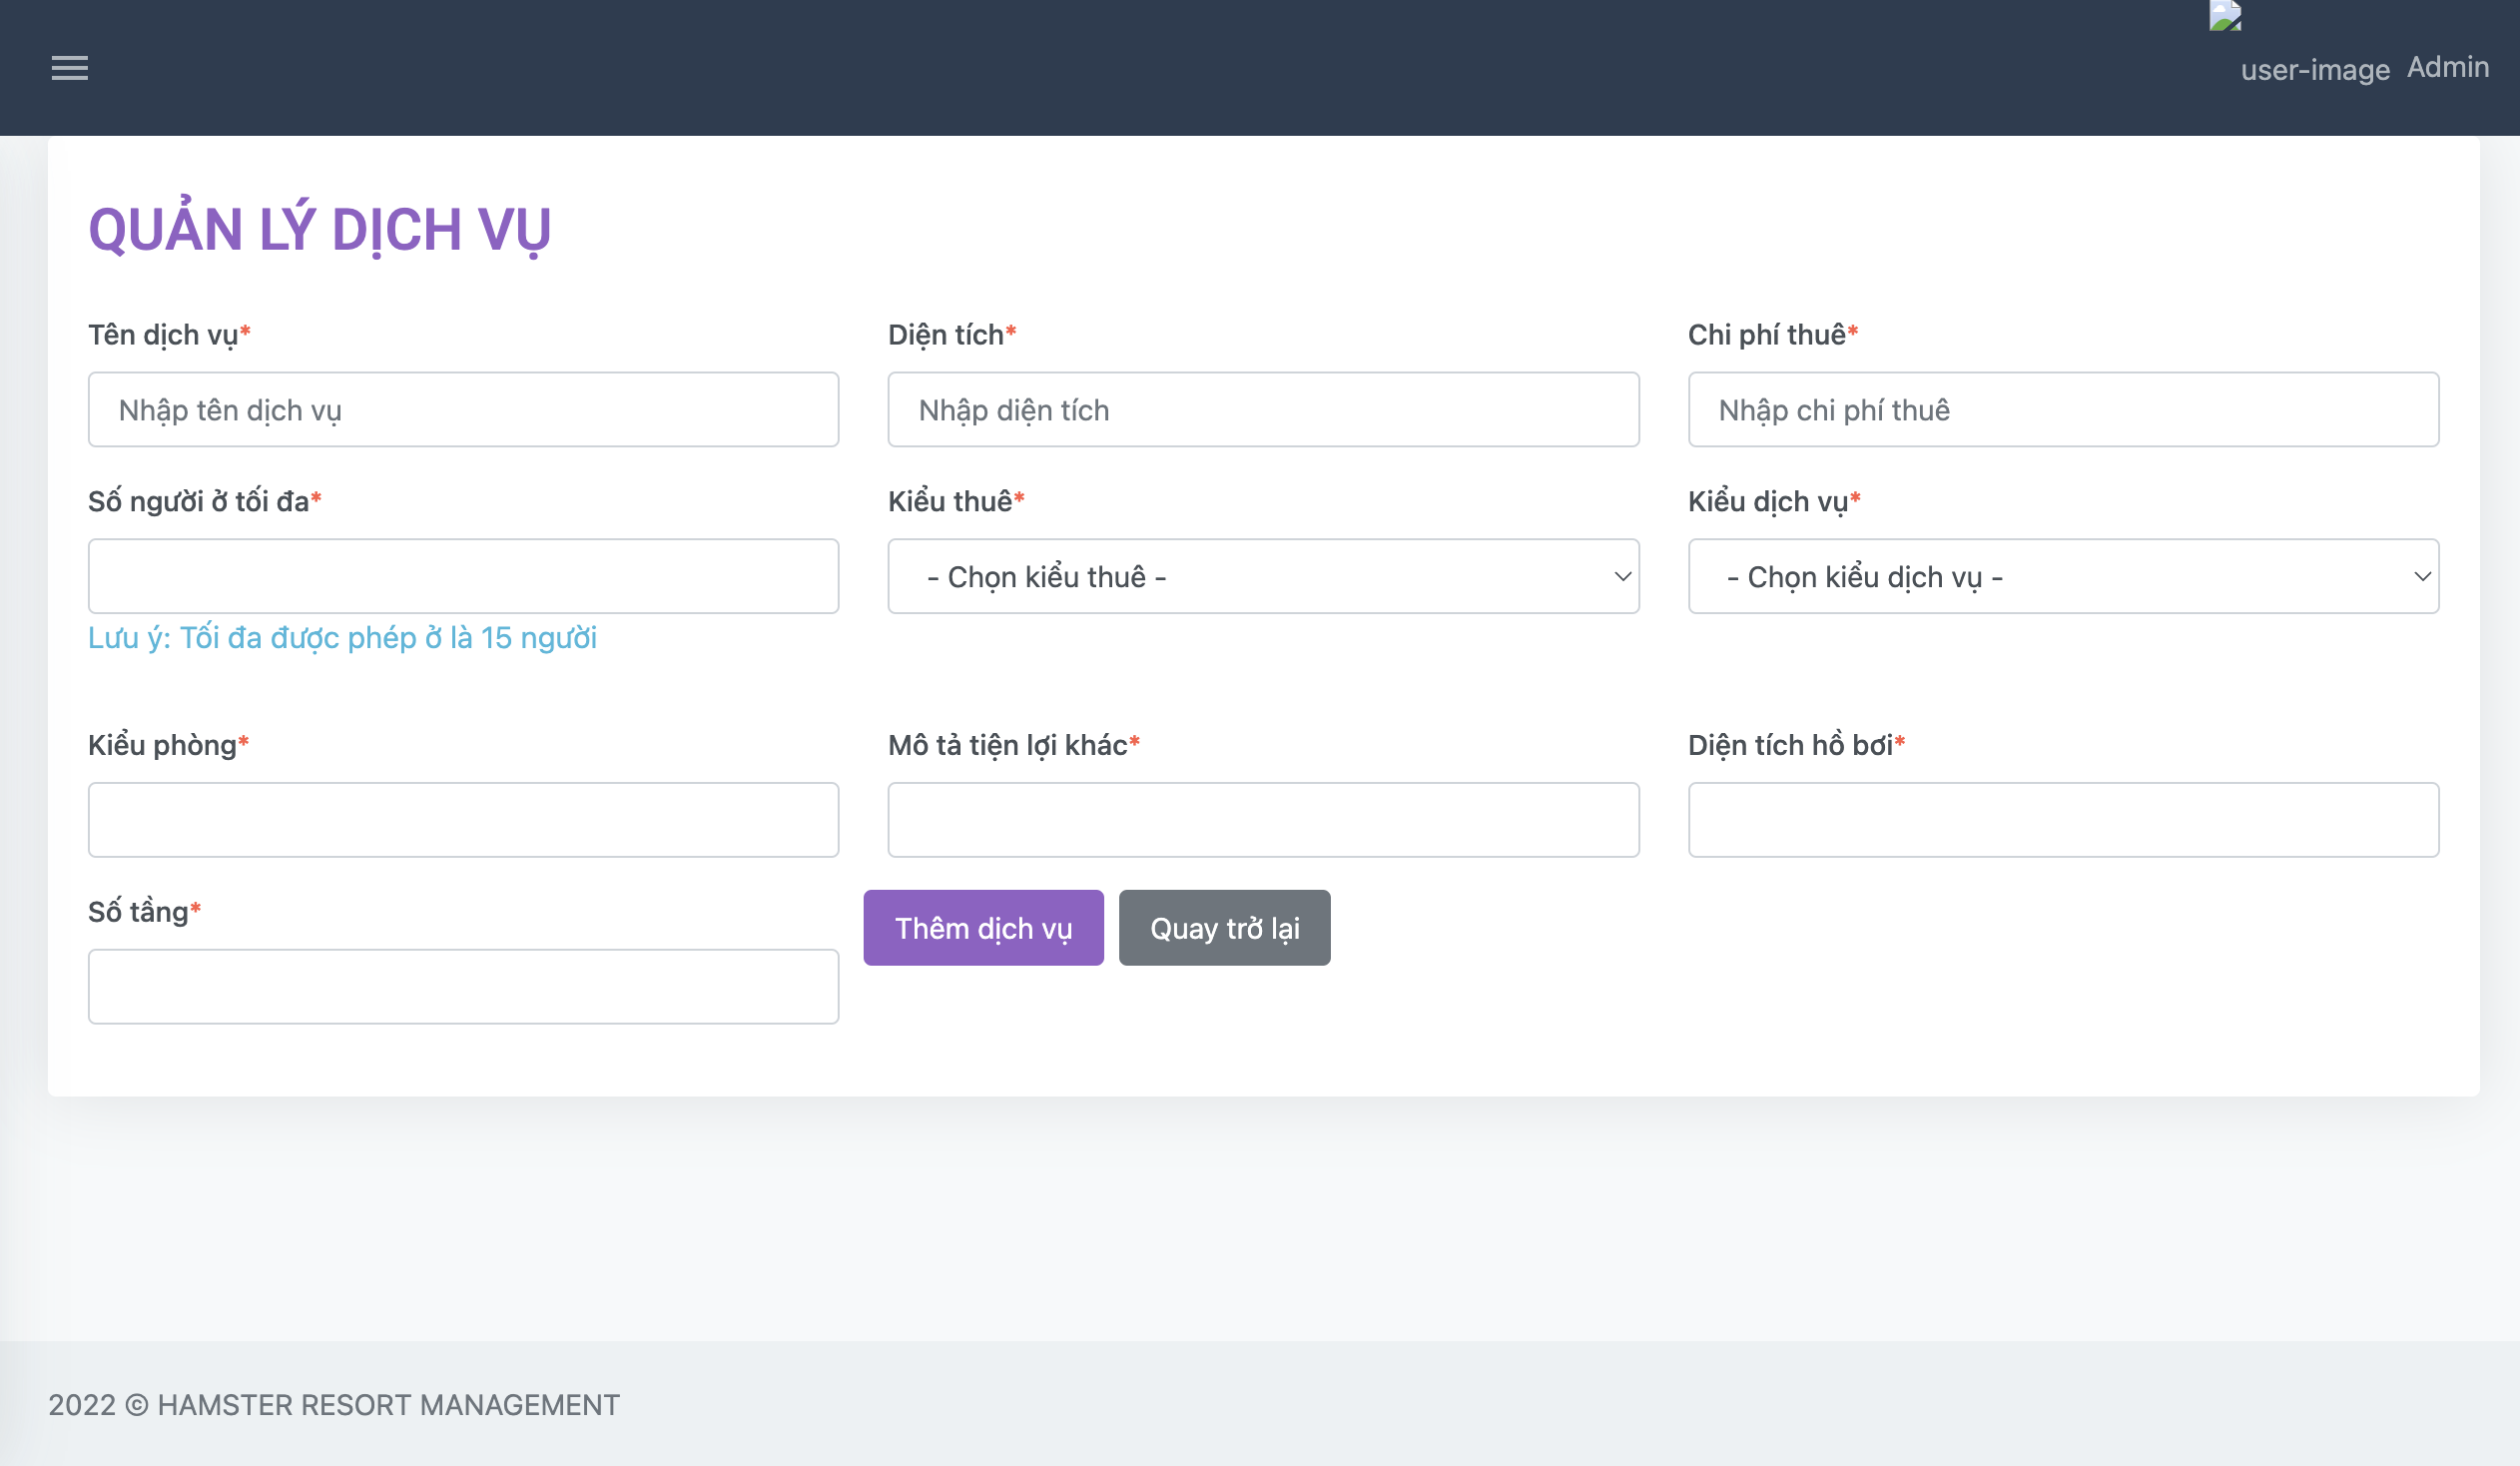 user-image Admin
QUẢN LÝ DỊCH VỤ
Tên dịch vụ* Diện tích* Chi phí thuê*
Nhập tên dịch vụ Nhập diện tích Nhập chi phí thuê
Số người ở tối đa* Kiểu thuê* Kiểu dịch vụ*
- Chọn kiểu thuê - - Chọn kiểu dịch vụ -
Lưu ý: Tối đa được phép ở là 15 người
Kiểu phòng* Mô tả tiện lợi khác* Diện tích hồ bơi*
Số tầng* Thêm dịch vụ Quay trở lại
2022 © HAMSTER RESORT MANAGEMENT